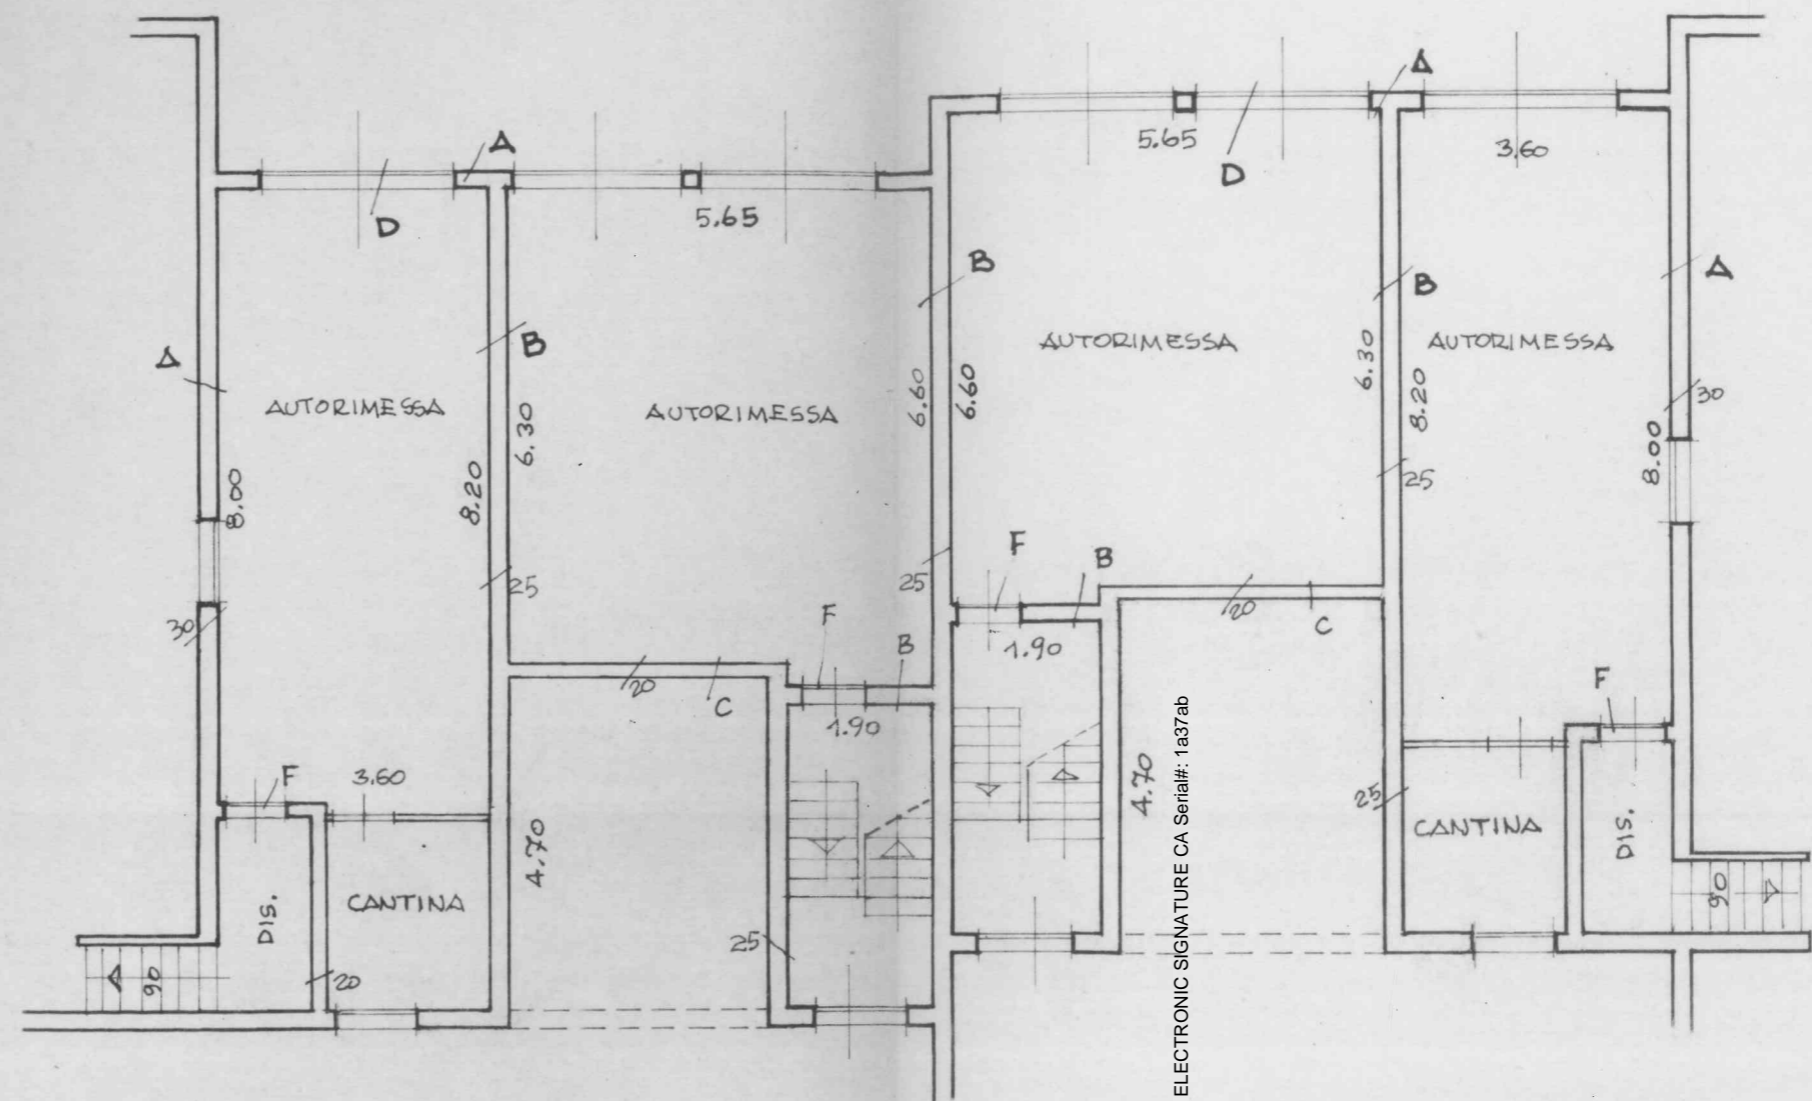 A
5.65
D
3.60
A
D
5.65
B
B
A
A
B
AUTORIMESSA
AUTORIMESSA
AUTORIMESSA
AUTORIMESSA
6.30
6.60
6.60
6.30
8.20
30
8.00
8.20
8.00
25
25
25
F
B
30
20
C
1.90
F
B
20
C
1.90
F
F
3.60
4.70
4.70
25
CANTINA
DIS.
CANTINA
DIS.
25
90
90
20
ELECTRONIC SIGNATURE CA Serial#: 1a37ab